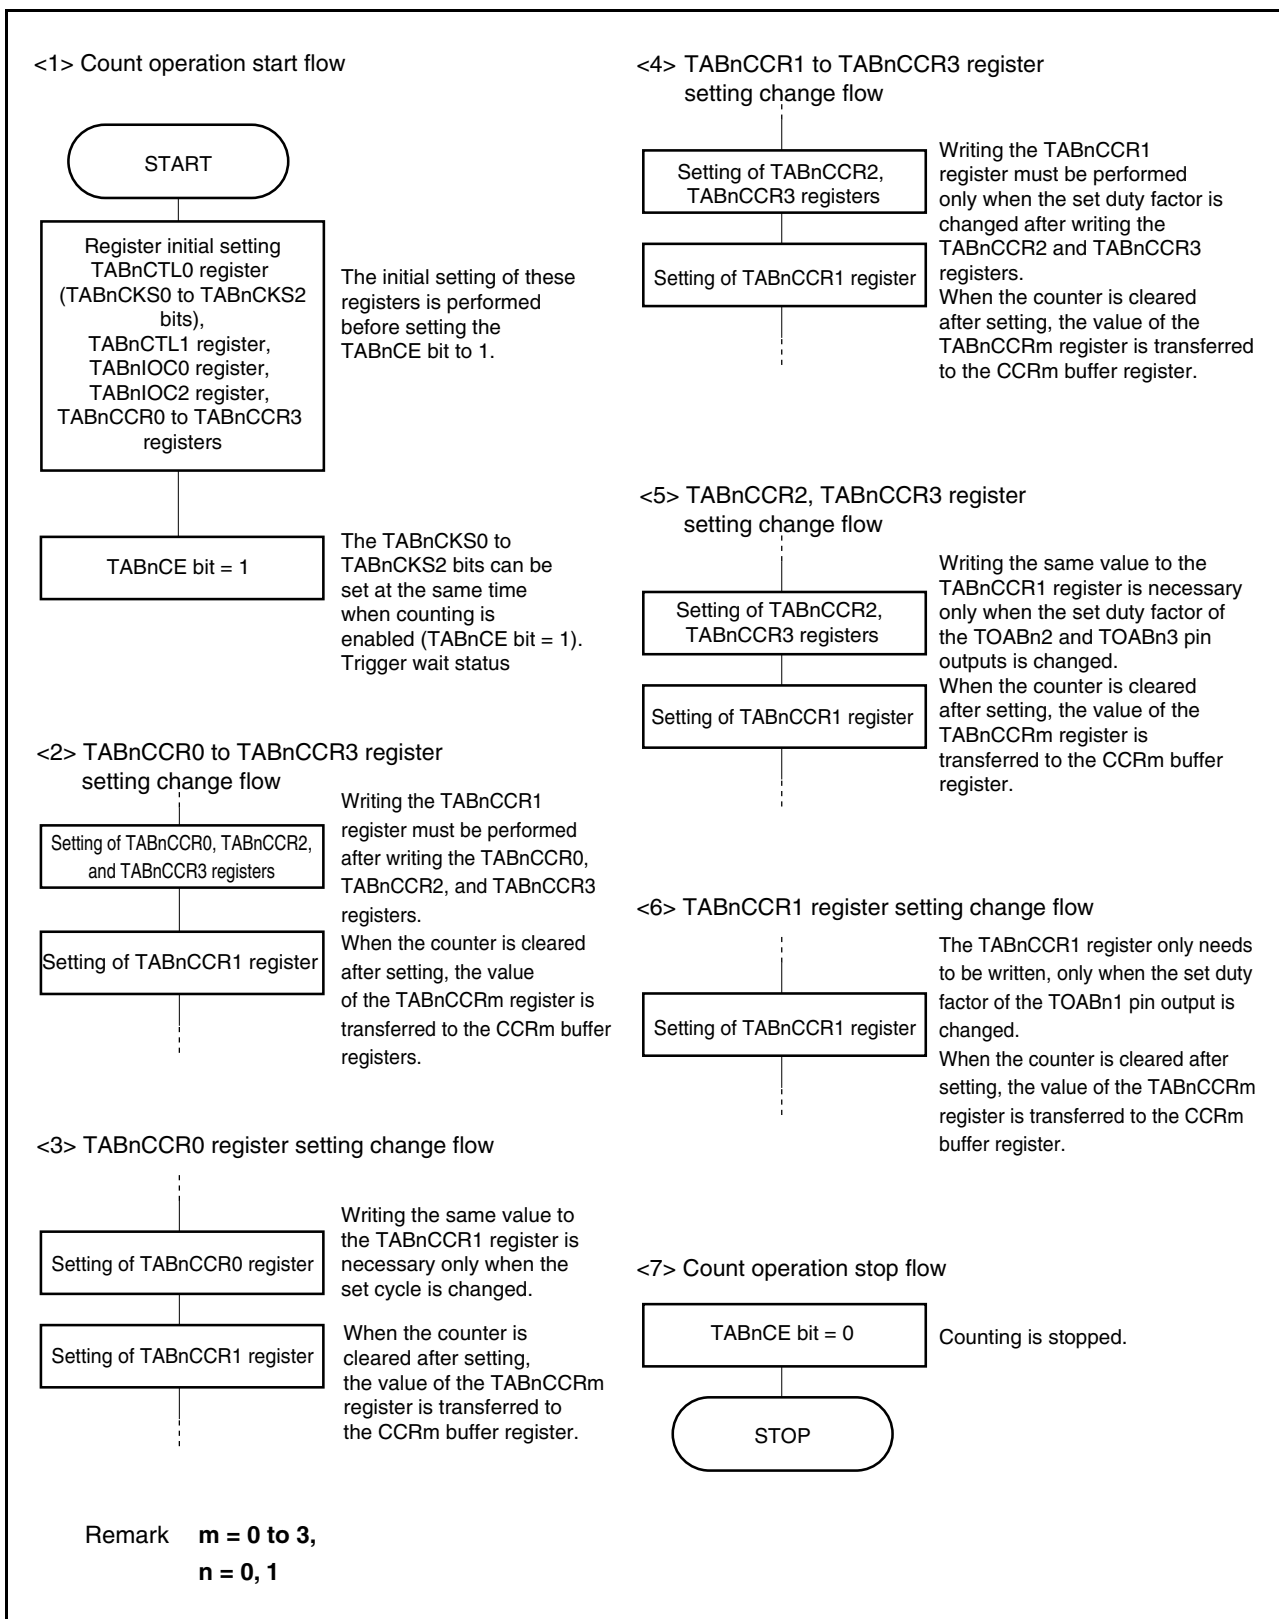 <1> Count operation start flow
START
Register initial setting
TABnCTL0 register
(TABnCKS0 to TABnCKS2
bits),
TABnCTL1 register,
TABnIOC0 register,
TABnIOC2 register,
TABnCCR0 to TABnCCR3
registers
The initial setting of these
registers is performed
before setting the
TABnCE bit to 1.
TABnCE bit = 1
The TABnCKS0 to
TABnCKS2 bits can be
set at the same time
when counting is
enabled (TABnCE bit = 1).
Trigger wait status
<2> TABnCCR0 to TABnCCR3 register
setting change flow
Setting of TABnCCR0, TABnCCR2,
and TABnCCR3 registers
Setting of TABnCCR1 register
Writing the TABnCCR1
register must be performed
after writing the TABnCCR0,
TABnCCR2, and TABnCCR3
registers.
When the counter is cleared
after setting, the value
of the TABnCCRm register is
transferred to the CCRm buffer
registers.
<3> TABnCCR0 register setting change flow
Setting of TABnCCR0 register
Writing the same value to
the TABnCCR1 register is
necessary only when the
set cycle is changed.
Setting of TABnCCR1 register
When the counter is
cleared after setting,
the value of the TABnCCRm
register is transferred to
the CCRm buffer register.
<4> TABnCCR1 to TABnCCR3 register
setting change flow
Setting of TABnCCR2,
TABnCCR3 registers
Setting of TABnCCR1 register
Writing the TABnCCR1
register must be performed
only when the set duty factor is
changed after writing the
TABnCCR2 and TABnCCR3
registers.
When the counter is cleared
after setting, the value of the
TABnCCRm register is transferred
to the CCRm buffer register.
<5> TABnCCR2, TABnCCR3 register
setting change flow
Setting of TABnCCR2,
TABnCCR3 registers
Setting of TABnCCR1 register
Writing the same value to the
TABnCCR1 register is necessary
only when the set duty factor of
the TOABn2 and TOABn3 pin
outputs is changed.
When the counter is cleared
after setting, the value of the
TABnCCRm register is
transferred to the CCRm buffer
register.
<6> TABnCCR1 register setting change flow
Setting of TABnCCR1 register
The TABnCCR1 register only needs
to be written, only when the set duty
factor of the TOABn1 pin output is
changed.
When the counter is cleared after
setting, the value of the TABnCCRm
register is transferred to the CCRm
buffer register.
<7> Count operation stop flow
TABnCE bit = 0
Counting is stopped.
STOP
Remark m = 0 to 3,
n = 0, 1